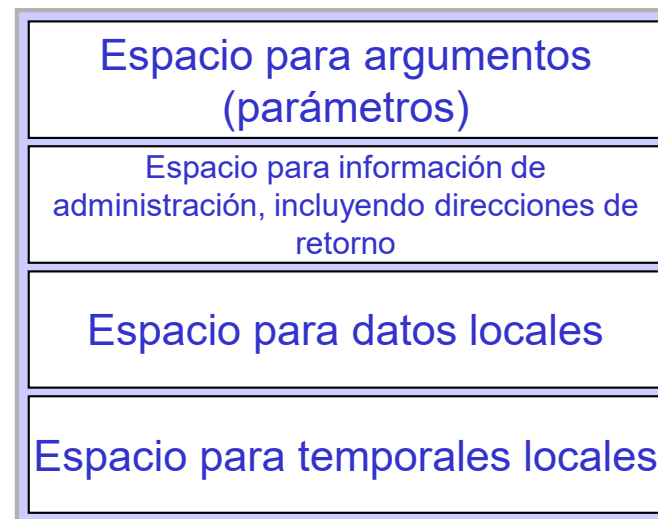 Espacio para argumentos
(parámetros)
Espacio para información de
administración, incluyendo direcciones de
retorno
Espacio para datos locales
Espacio para temporales locales